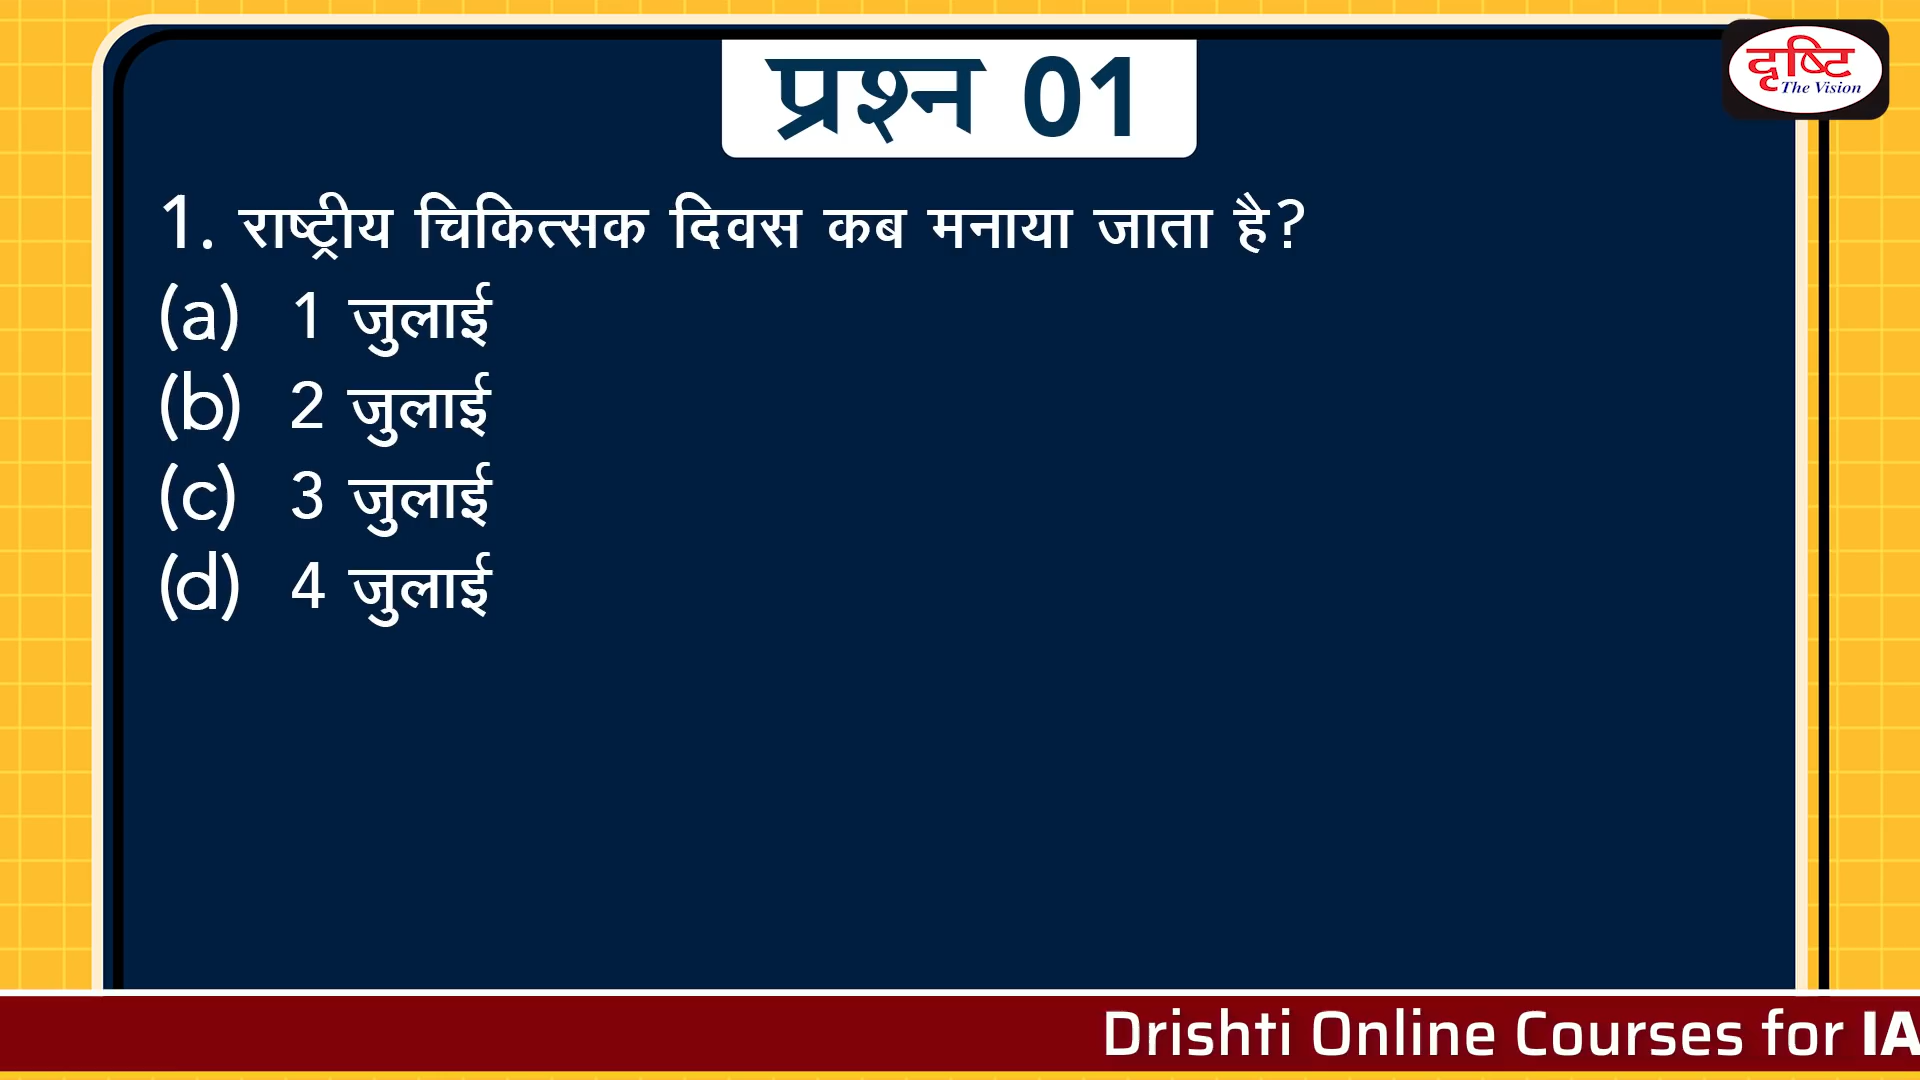 प्रश्न 01
दृष्टि
The Vision
1. राष्ट्रीय चिकित्सक दिवस कब मनाया जाता है?
(a) 1 जुलाई
(b) 2 जुलाई
(c) 3 जुलाई
(d) 4 जुलाई
Drishti Online Courses for IA